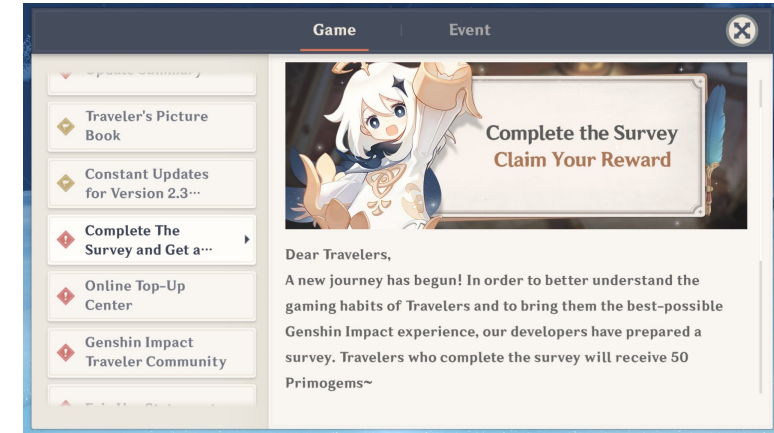 Game
Event
Traveler's Picture
Book
Constant Updates
for Version 2.3···
Complete The
Survey and Get a···
Online Top-Up
Center
Genshin Impact
Traveler Community
Complete the Survey
Claim Your Reward
Dear Travelers,
A new journey has begun! In order to better understand the
gaming habits of Travelers and to bring them the best-possible
Genshin Impact experience, our developers have prepared a
survey. Travelers who complete the survey will receive 50
Primogems~